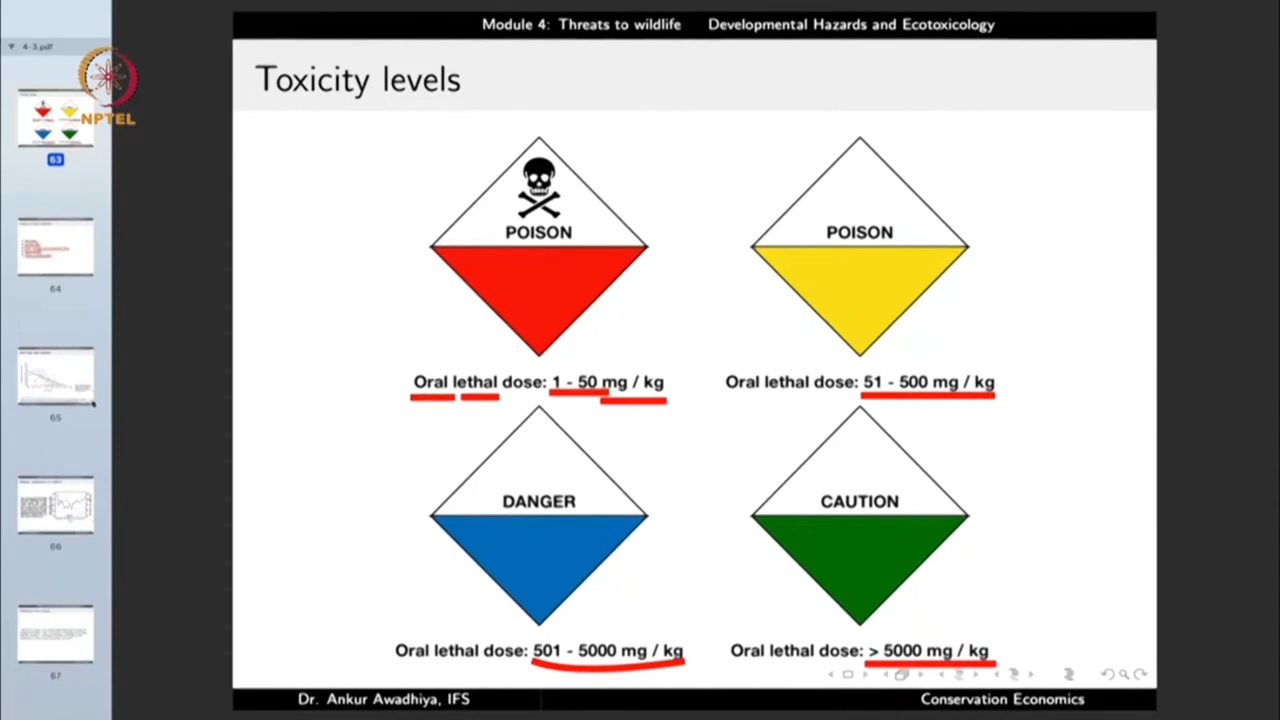 Module 4: Threats to wildlife Developmental Hazards and Ecotoxicology
4-3.pdf
Toxicity levels
NPTEL
63
POISON
POISON
Oral lethal dose: 1 - 50 mg / kg
Oral lethal dose: 51 - 500 mg / kg
64
65
DANGER
CAUTION
66
Oral lethal dose: 501 - 5000 mg / kg
Oral lethal dose: > 5000 mg / kg
67
Dr. Ankur Awadhiya, IFS
Conservation Economics